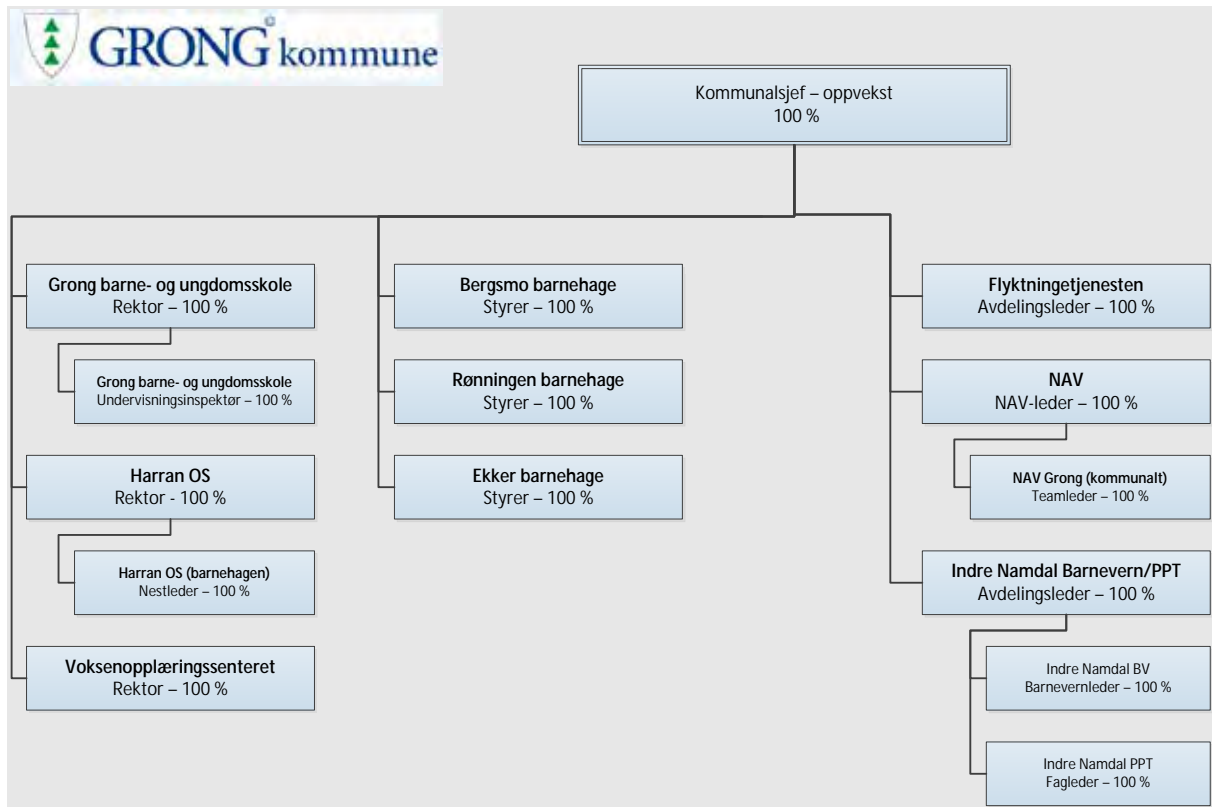 GRONG kommune
Kommunalsjef – oppvekst
100 %
Grong barne- og ungdomsskole
Rektor – 100 %
Grong barne- og ungdomsskole
Undervisningsinspektør – 100 %
Harran OS
Rektor - 100 %
Harran OS (barnehagen)
Nestleder – 100 %
Voksenopplæringssenteret
Rektor – 100 %
Bergsmo barnehage
Styrer – 100 %
Rønningen barnehage
Styrer – 100 %
Ekker barnehage
Styrer – 100 %
Flyktningetjenesten
Avdelingsleder – 100 %
NAV
NAV-leder – 100 %
NAV Grong (kommunalt)
Teamleder – 100 %
Indre Namdal Barnevern/PPT
Avdelingsleder – 100 %
Indre Namdal BV
Barnevernleder – 100 %
Indre Namdal PPT
Fagleder – 100 %